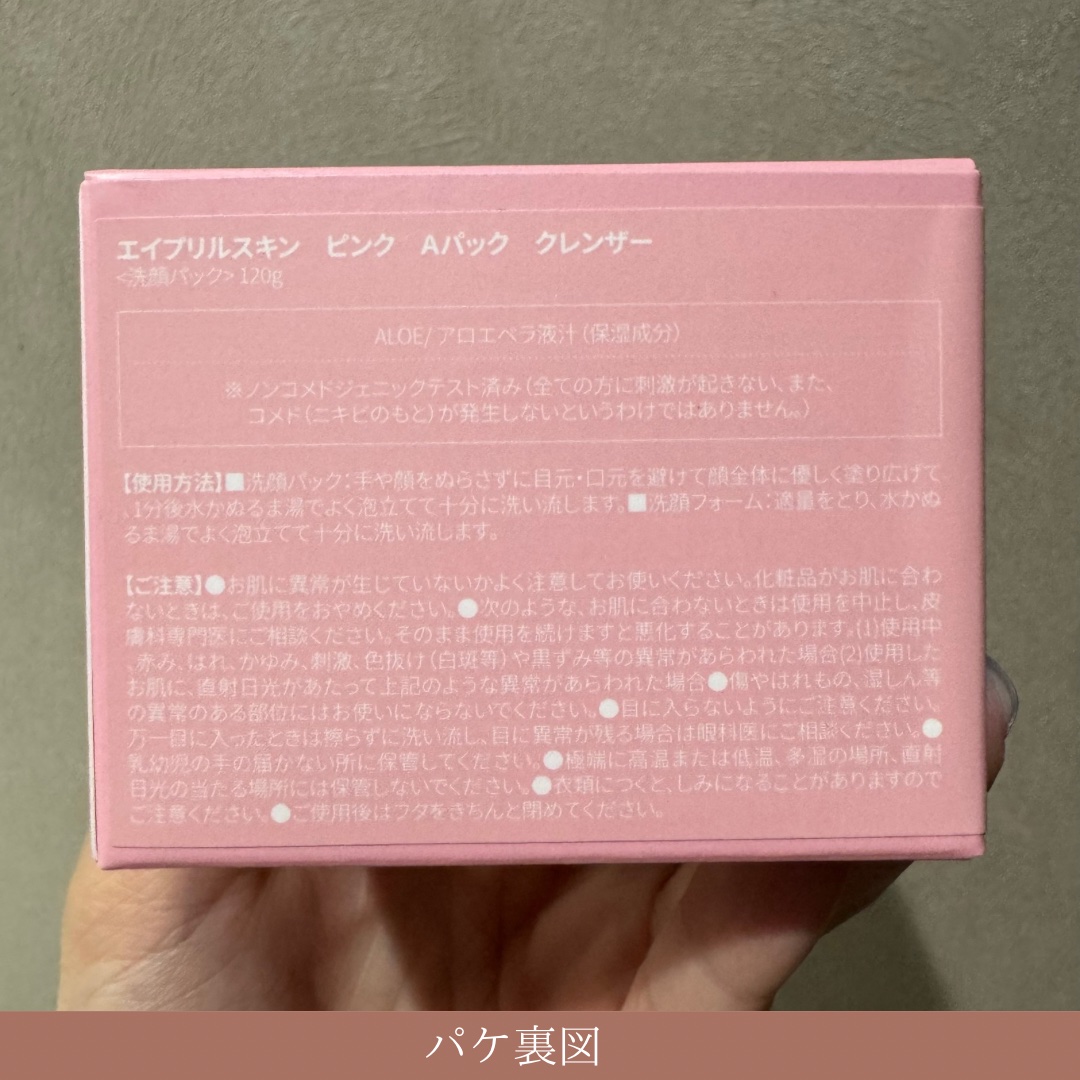 エイプリルスキン　ピンク　Aパック　クレンザー
<洗顔パック> 120g
ALOE/アロエベラ液汁（保湿成分）
※ノンコメドジェニックテスト済み（全ての方に刺激が起きない、また、
コメド（ニキビのもと）が発生しないというわけではありません。）
【使用方法】■洗顔パック：手や顔をぬらさずに目元・口元を避けて顔全体に優しく塗り広げて
、1分後水かぬるま湯でよく泡立てて十分に洗い流します。■洗顔フォーム：適量をとり、水かぬ
るま湯でよく泡立てて十分に洗い流します。
【ご注意】●お肌に異常が生じていないかよく注意してお使いください。化粧品がお肌に合わ
ないときは、ご使用をおやめください。●次のような、お肌に合わないときは使用を中止し、皮
膚科専門医にご相談ください。そのまま使用を続けますと悪化することがあります。(1)使用中
、赤み、はれ、かゆみ、刺激、色抜け（白斑等）や黒ずみ等の異常があらわれた場合(2)使用した
お肌に、直射日光があたって上記のような異常があらわれた場合●傷やはれもの、湿しん等
の異常のある部位にはお使いにならないでください。●目に入らないようにご注意ください。
万一目に入ったときは擦らずに洗い流し、目に異常が残る場合は眼科医にご相談ください。●
乳幼児の手の届かない所に保管してください。●極端に高温または低温、多湿の場所、直射
日光の当たる場所には保管しないでください。●衣類につくと、しみになることがありますので
ご注意ください。●ご使用後はフタをきちんと閉めてください。
パケ裏図